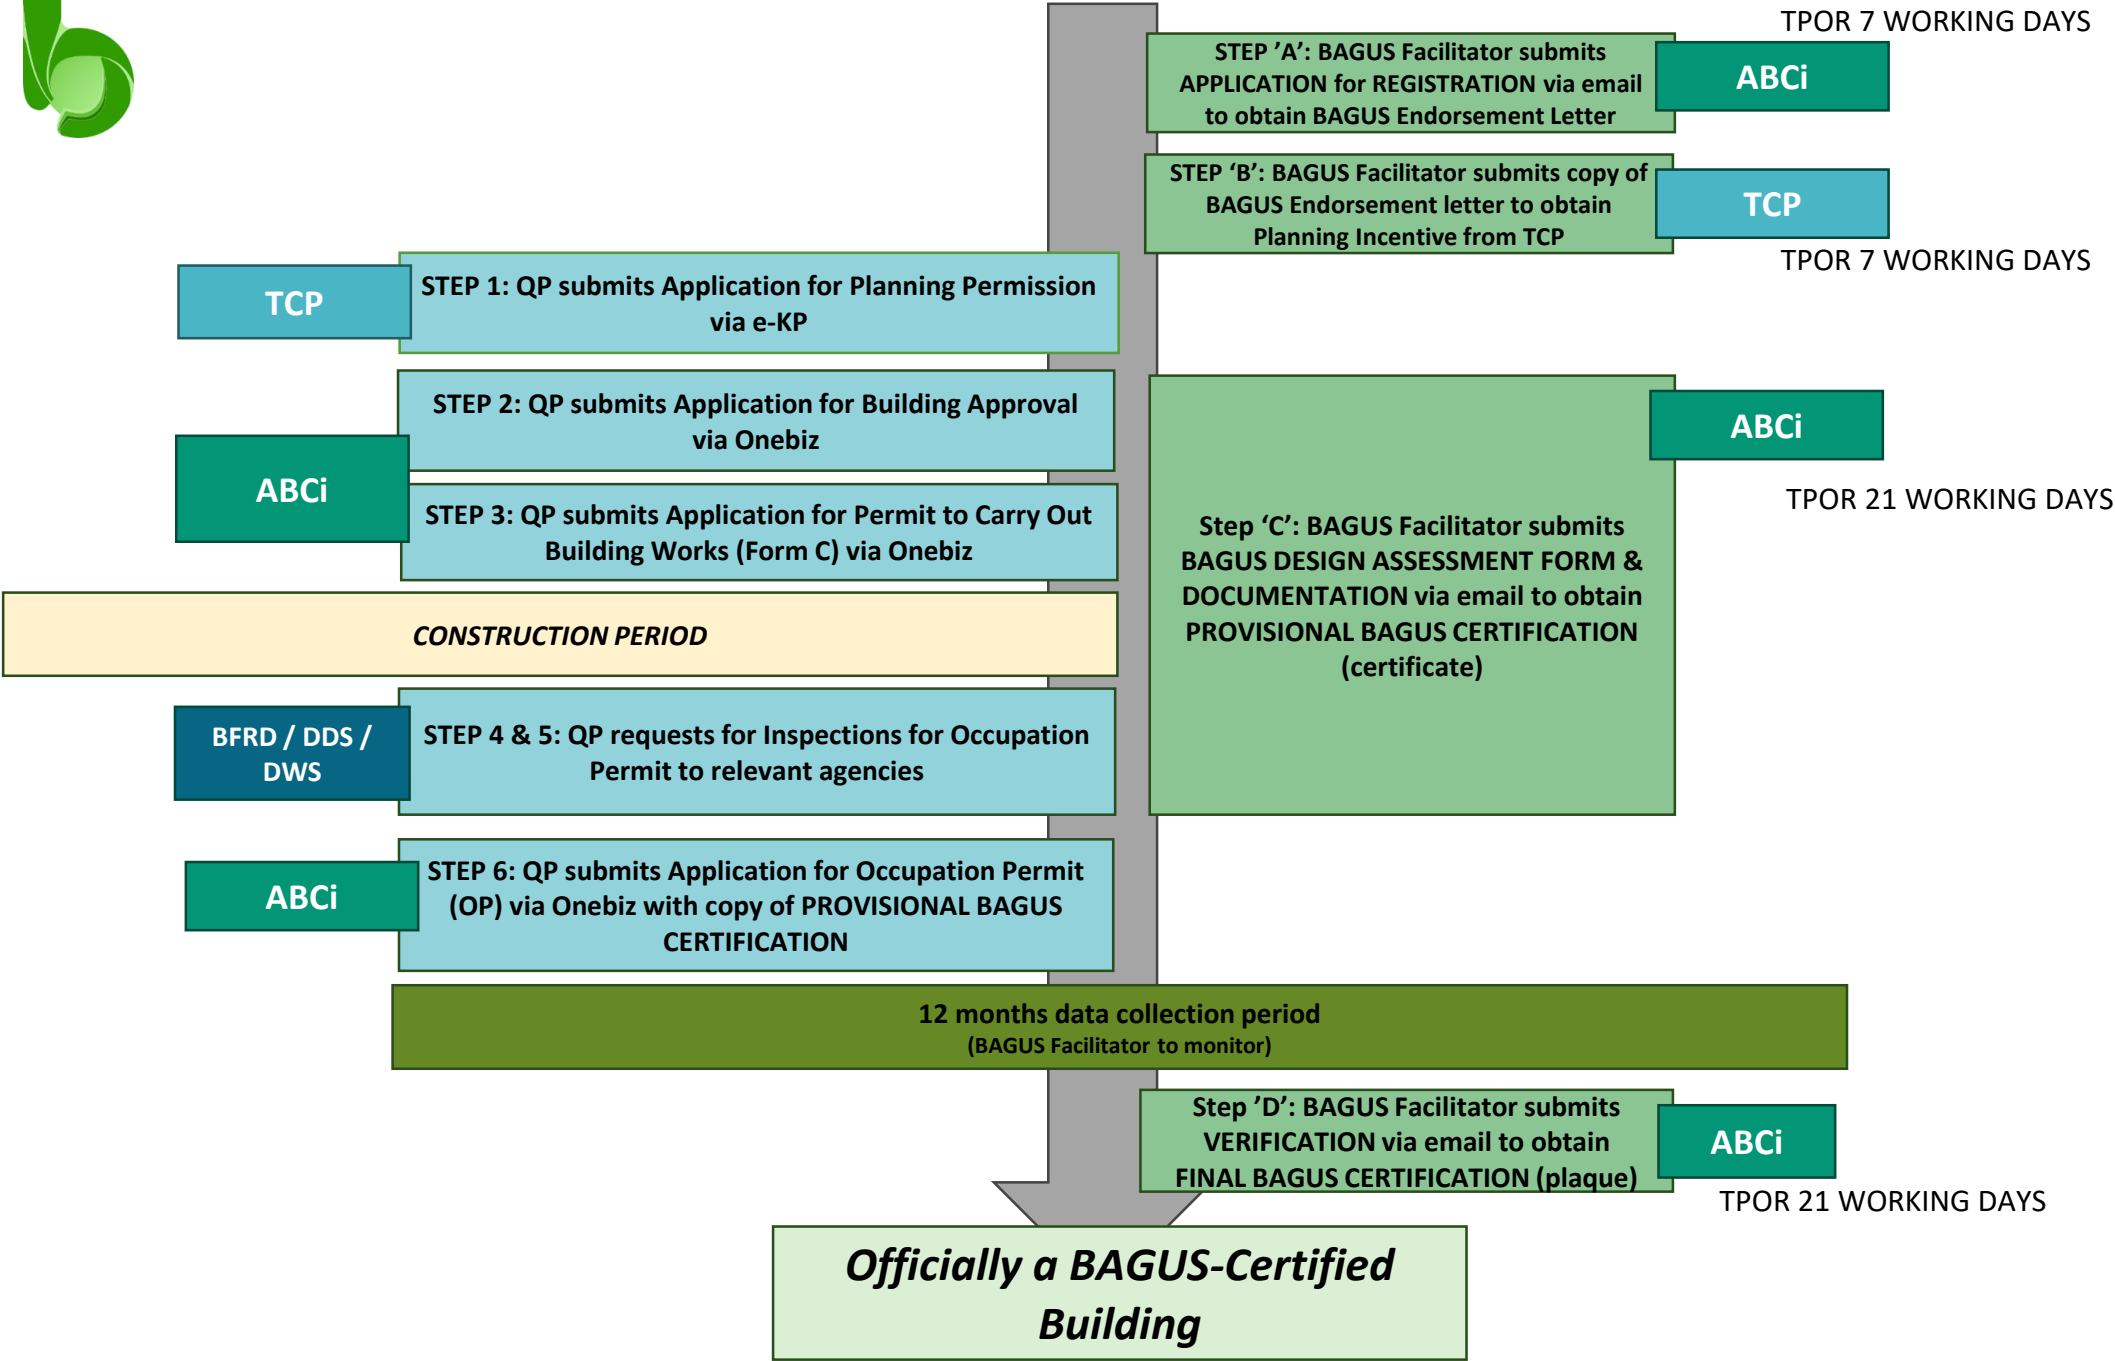 TPOR 7 WORKING DAYS
STEP ’A’: BAGUS Facilitator submits
APPLICATION for REGISTRATION via email
to obtain BAGUS Endorsement Letter
ABCi
STEP ‘B’: BAGUS Facilitator submits copy of
BAGUS Endorsement letter to obtain
Planning Incentive from TCP
TCP
TPOR 7 WORKING DAYS
TCP
STEP 1: QP submits Application for Planning Permission
via e-KP
STEP 2: QP submits Application for Building Approval
via Onebiz
ABCi
STEP 3: QP submits Application for Permit to Carry Out
Building Works (Form C) via Onebiz
ABCi
TPOR 21 WORKING DAYS
Step ‘C’: BAGUS Facilitator submits
BAGUS DESIGN ASSESSMENT FORM &
DOCUMENTATION via email to obtain
PROVISIONAL BAGUS CERTIFICATION
(certificate)
CONSTRUCTION PERIOD
BFRD / DDS /
DWS
STEP 4 & 5: QP requests for Inspections for Occupation
Permit to relevant agencies
ABCi
STEP 6: QP submits Application for Occupation Permit
(OP) via Onebiz with copy of PROVISIONAL BAGUS
CERTIFICATION
12 months data collection period
(BAGUS Facilitator to monitor)
Step ’D’: BAGUS Facilitator submits
VERIFICATION via email to obtain
FINAL BAGUS CERTIFICATION (plaque)
ABCi
TPOR 21 WORKING DAYS
Officially a BAGUS-Certified
Building